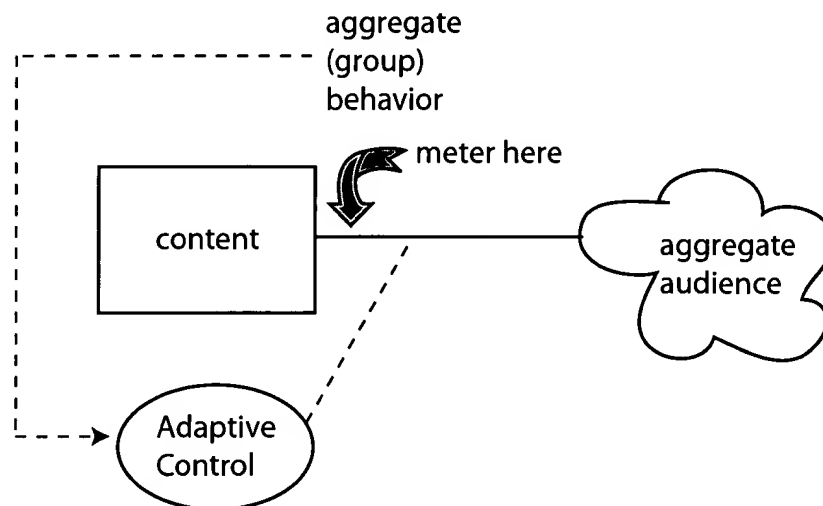 aggregate
(group)
behavior
meter here
content
aggregate
audience
Adaptive
Control